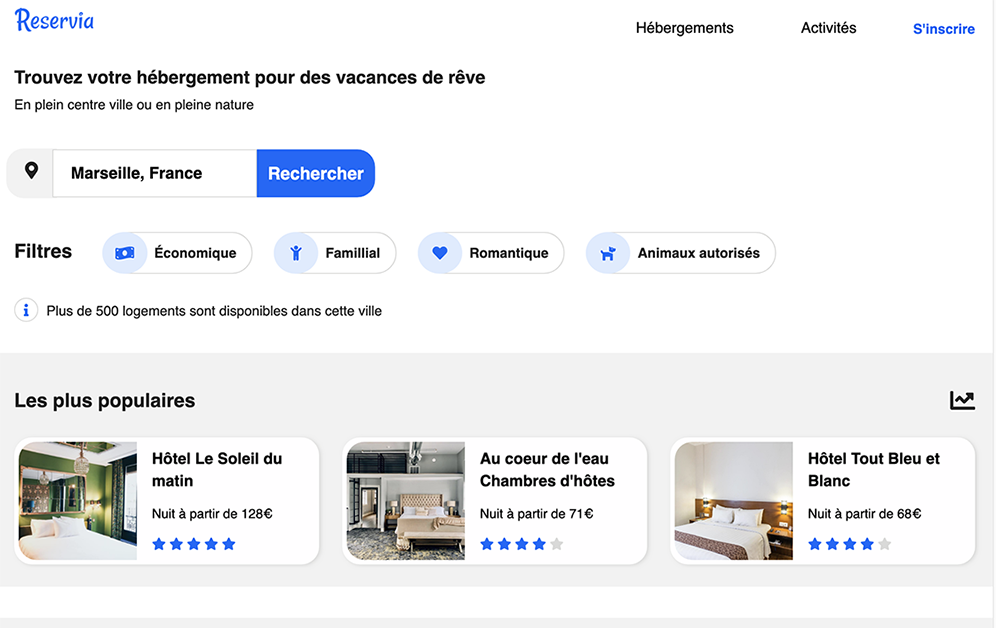 Reservia
Hébergements
Activités
S'inscrire
Trouvez votre hébergement pour des vacances de rêve
En plein centre ville ou en pleine nature
Marseille, France
Rechercher
Filtres
Économique
Famillial
Romantique
Animaux autorisés
Plus de 500 logements sont disponibles dans cette ville
Les plus populaires
Hôtel Le Soleil du
matin
Nuit à partir de 128€
Au coeur de l'eau
Chambres d'hôtes
Nuit à partir de 71€
Hôtel Tout Bleu et
Blanc
Nuit à partir de 68€